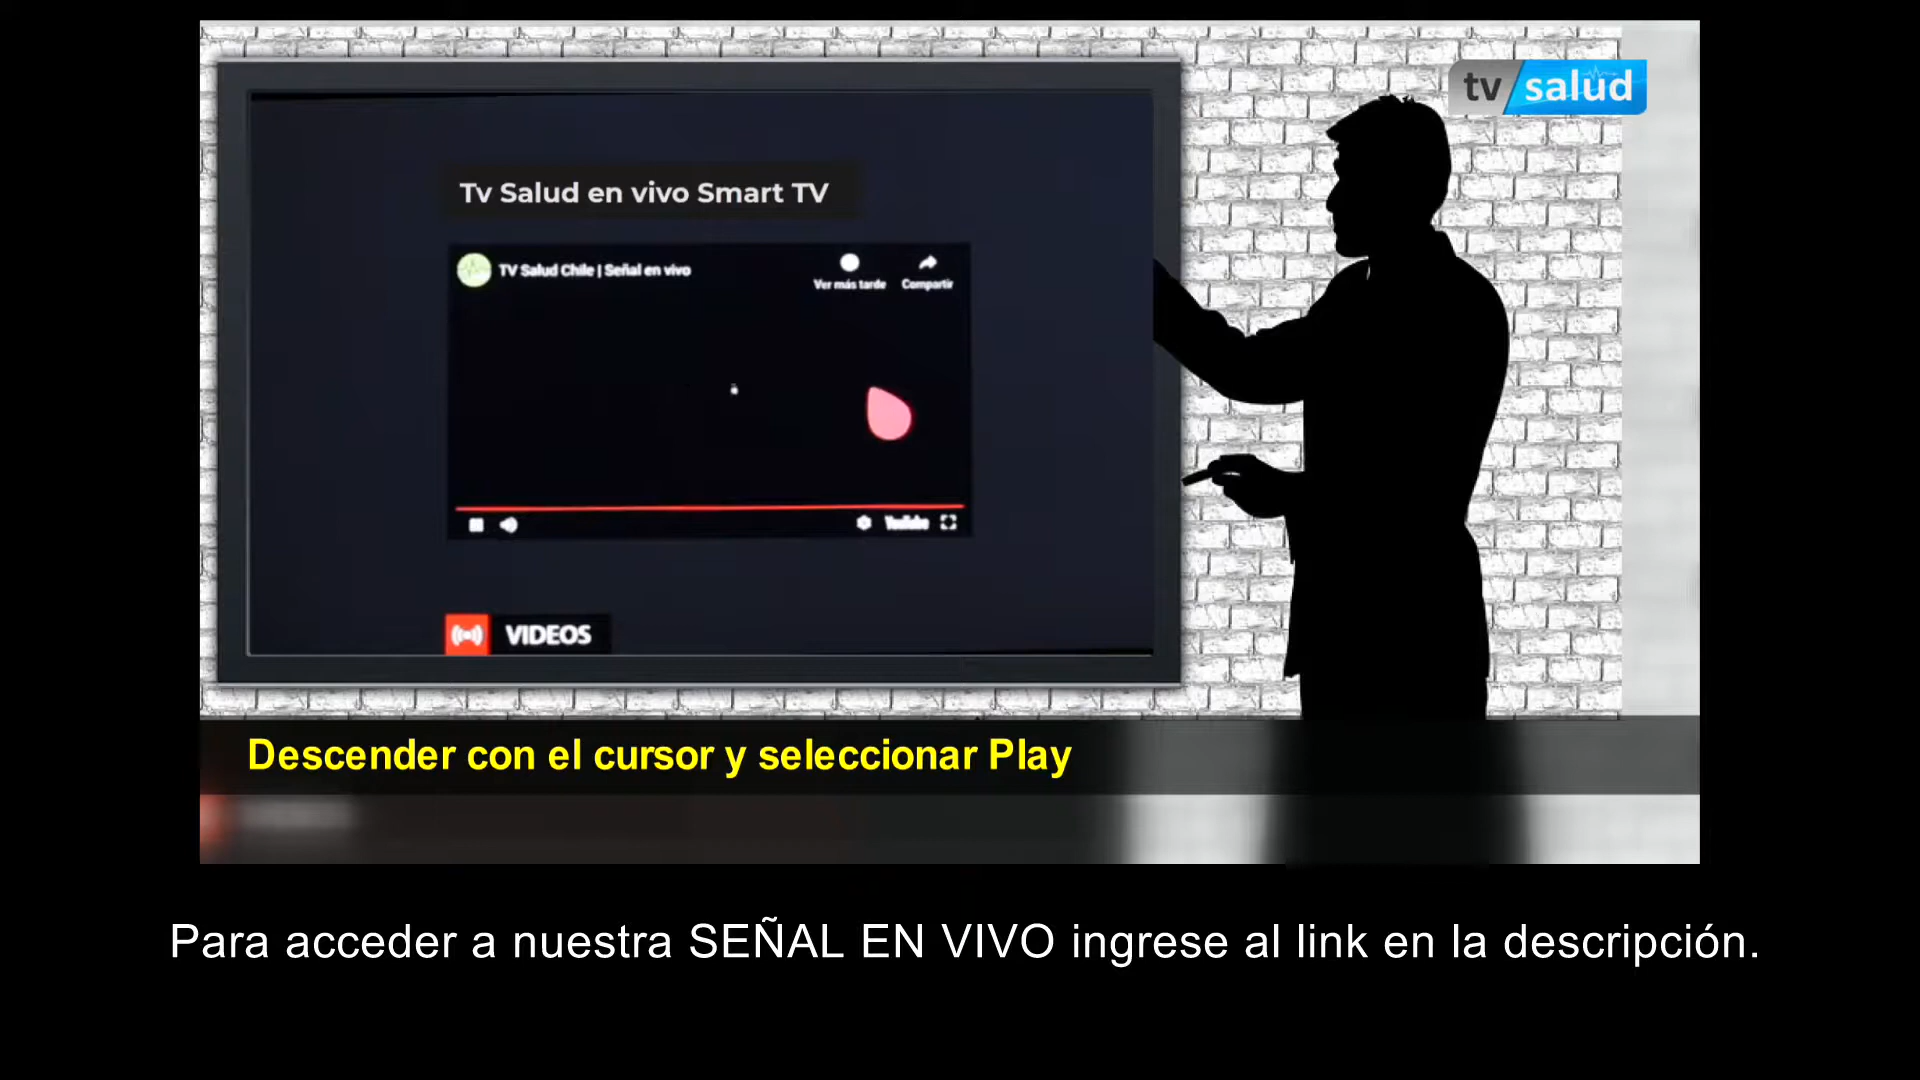 tv salud
Tv Salud en vivo Smart TV
TV Salud Chile | Señal en vivo
Ver más tarde
Compartir
YouTube
VIDEOS
Descender con el cursor y seleccionar Play
Para acceder a nuestra SEÑAL EN VIVO ingrese al link en la descripción.